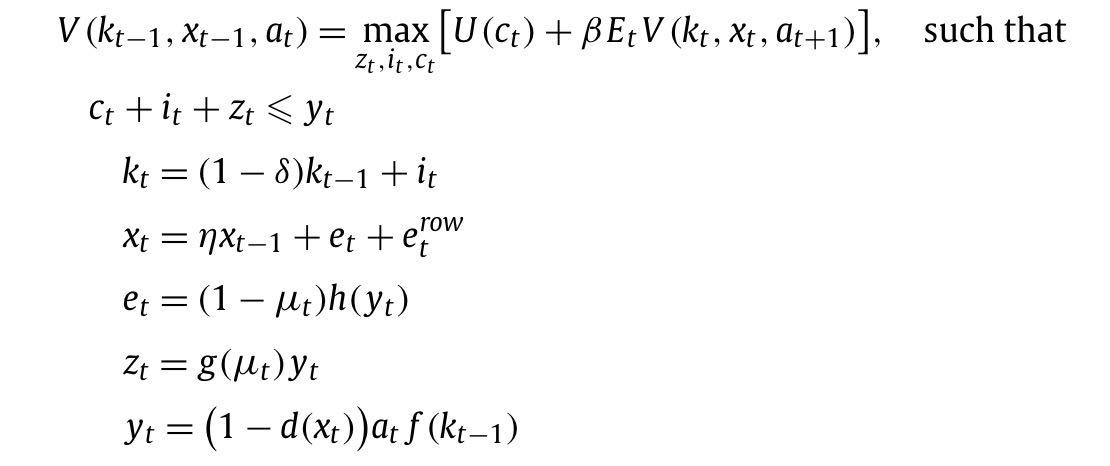 V(k_{t−1}, x_{t−1}, a_t) = max_{z_t,i_t,c_t} [U(c_t) + βE_tV(k_t, x_t, a_{t+1})], such that
c_t + i_t + z_t ⩽ y_t
k_t = (1 − δ)k_{t−1} + i_t
x_t = ηx_{t−1} + e_t + e_t^{row}
e_t = (1 − μ_t)h(y_t)
z_t = g(μ_t)y_t
y_t = (1 − d(x_t))a_t f(k_{t−1})